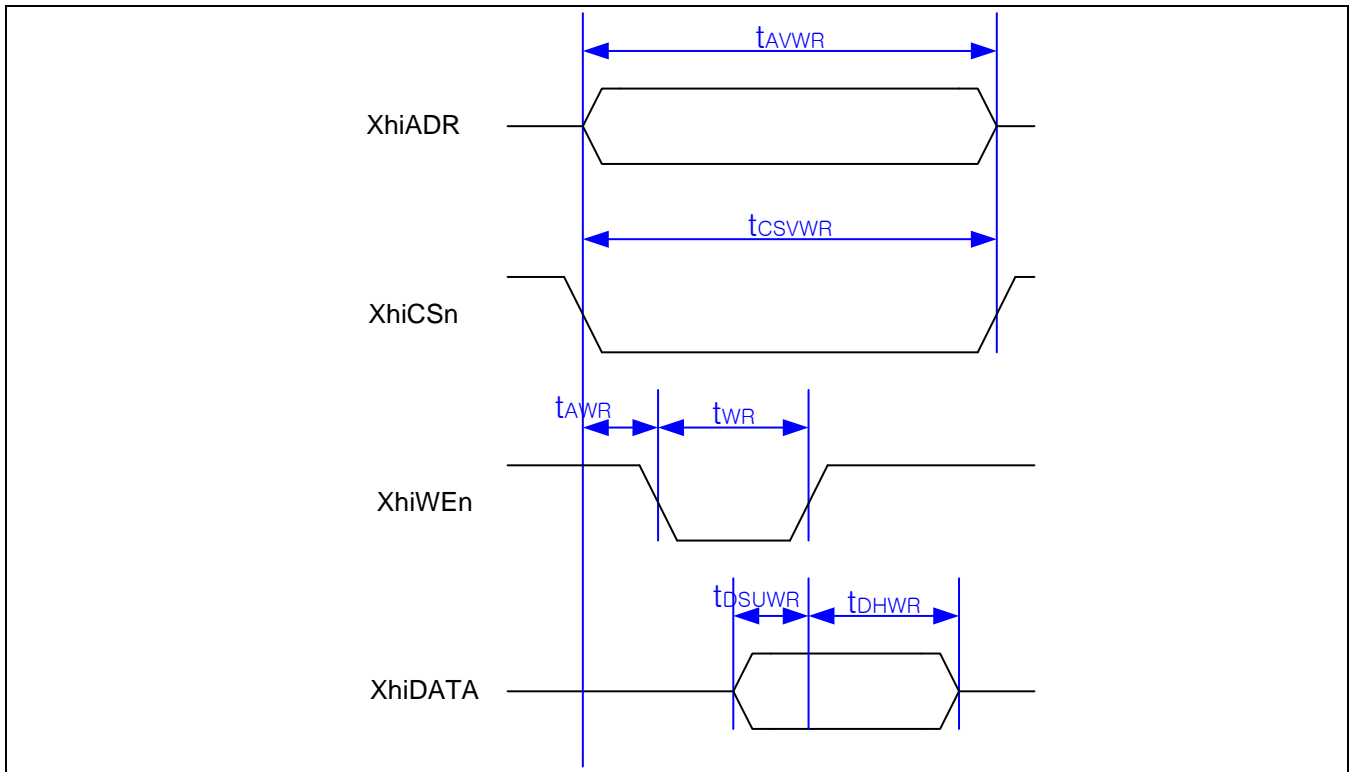 tAVWR
XhiADR
tCSVWR
XhiCSn
tAWR
tWR
XhiWEn
tDSUWR
tDHWR
XhiDATA